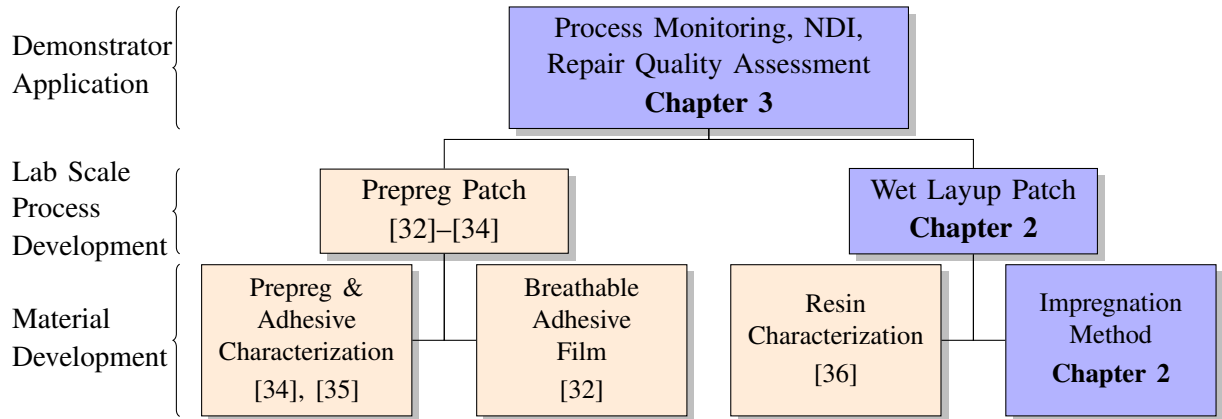 Demonstrator
Application
Process Monitoring, NDI,
Repair Quality Assessment
Chapter 3
Lab Scale
Process
Development
Prepreg Patch
[32]–[34]
Wet Layup Patch
Chapter 2
Material
Development
Prepreg &
Adhesive
Characterization
[34], [35]
Breathable
Adhesive
Film
[32]
Resin
Characterization
[36]
Impregnation
Method
Chapter 2